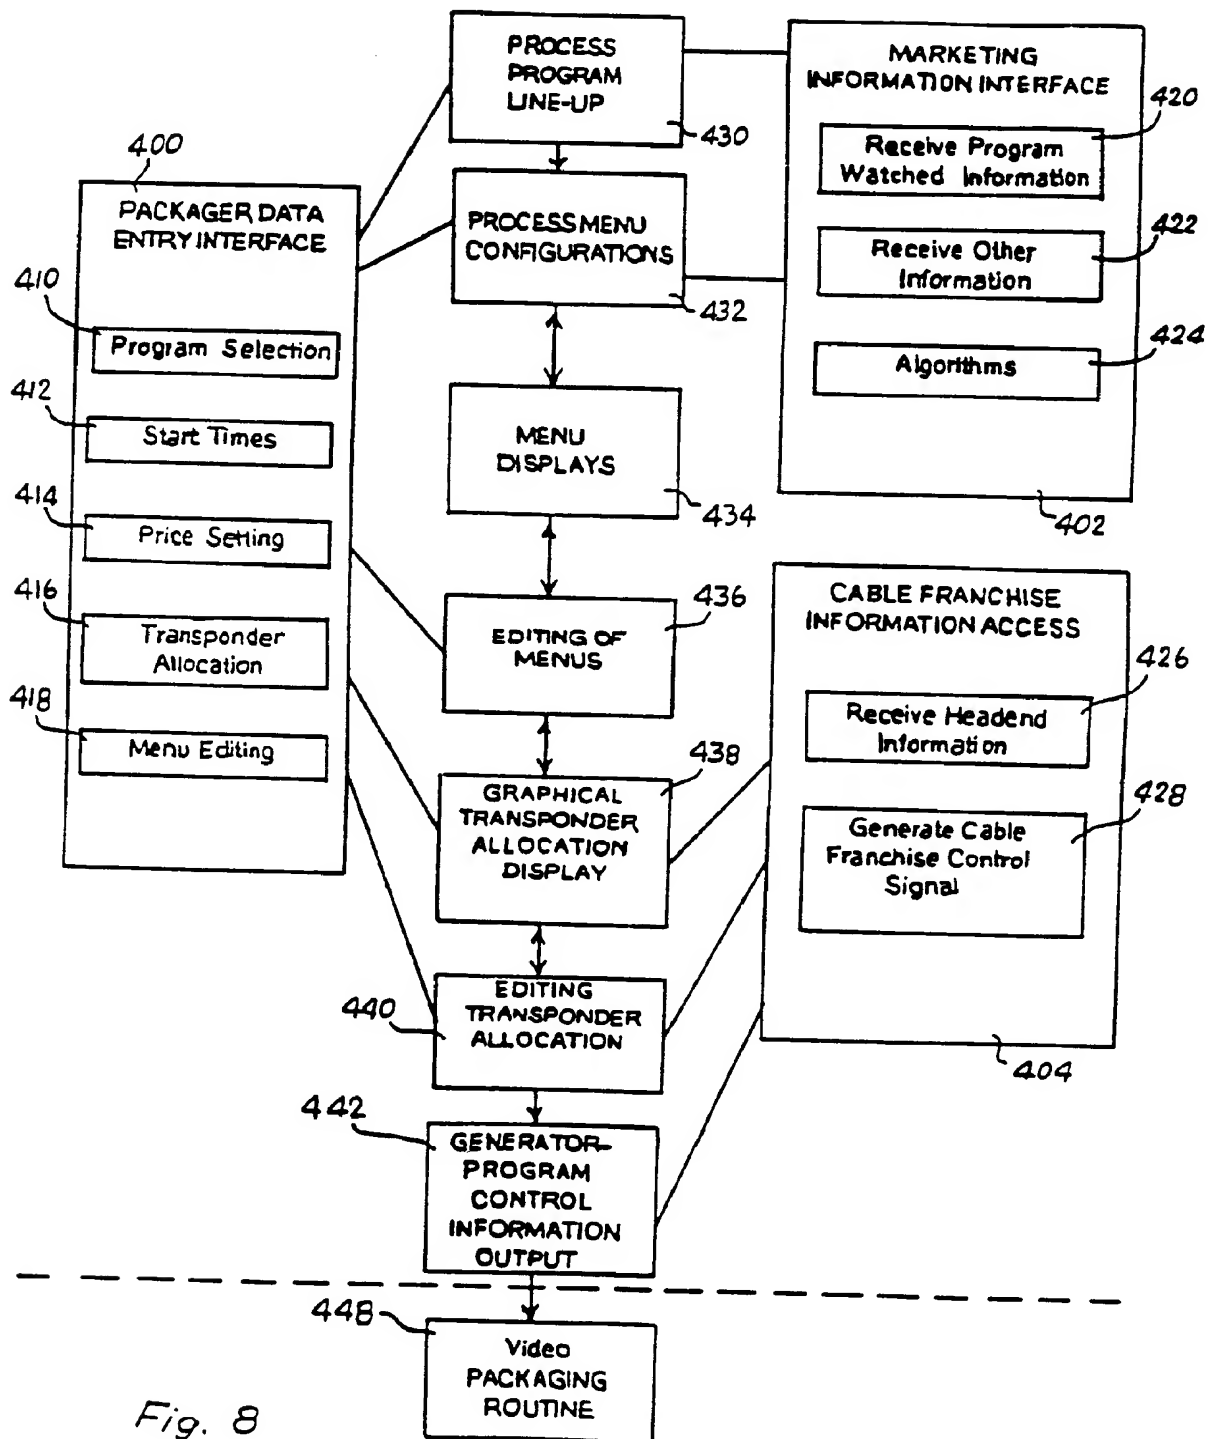 PROCESS
PROGRAM
LINE-UP
430
MARKETING
INFORMATION INTERFACE
420
Receive Program
Watched Information
422
Receive Other
Information
424
Algorithms
402
400
PACKAGER DATA
ENTRY INTERFACE
410
Program Selection
412
Start Times
414
Price Setting
416
Transponder
Allocation
418
Menu Editing
PROCESS MENU
CONFIGURATIONS
432
MENU
DISPLAYS
434
436
EDITING OF
MENUS
438
GRAPHICAL
TRANSPONDER
ALLOCATION
DISPLAY
CABLE FRANCHISE
INFORMATION ACCESS
426
Receive Headend
Information
428
Generate Cable
Franchise Control
Signal
404
440
EDITING
TRANSPONDER
ALLOCATION
442
GENERATOR-
PROGRAM
CONTROL
INFORMATION
OUTPUT
448
Video
PACKAGING
ROUTINE
Fig. 8